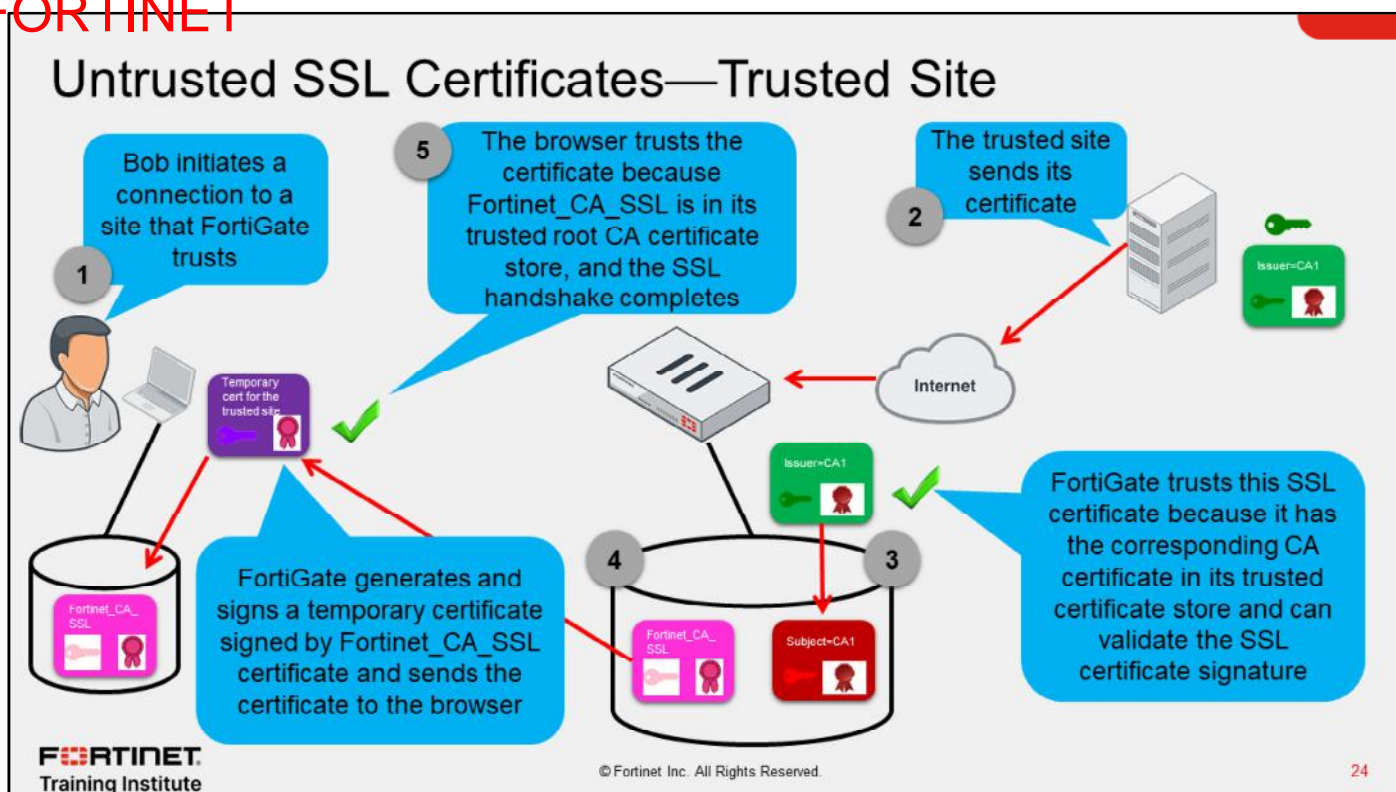 FORTINET
Untrusted SSL Certificates—Trusted Site
1
Bob initiates a
connection to a
site that FortiGate
trusts
5
The browser trusts the
certificate because
Fortinet_CA_SSL is in its
trusted root CA certificate
store, and the SSL
handshake completes
2
The trusted site
sends its
certificate
Issuer=CA1
Internet
Temporary
cert for the
trusted site
Issuer=CA1
FortiGate trusts this SSL
certificate because it has
the corresponding CA
certificate in its trusted
certificate store and can
validate the SSL
certificate signature
4
3
FortiGate generates and
signs a temporary certificate
signed by Fortinet_CA_SSL
certificate and sends the
certificate to the browser
Fortinet_CA_
SSL
Fortinet_CA_
SSL
Subject=CA1
FORTINET
Training Institute
© Fortinet Inc. All Rights Reserved.
24